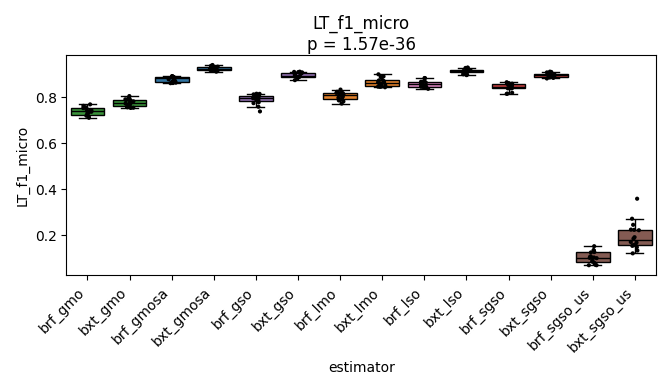 LT_f1_micro
p = 1.57e-36
LT_f1_micro
0.8
0.6
0.4
0.2
brf_gmo
bxt_gmo
brf_gmosa
bxt_gmosa
brf_gso
bxt_gso
brf_lmo
bxt_lmo
brf_lso
bxt_lso
brf_sgso
bxt_sgso
brf_sgso_us
bxt_sgso_us
estimator